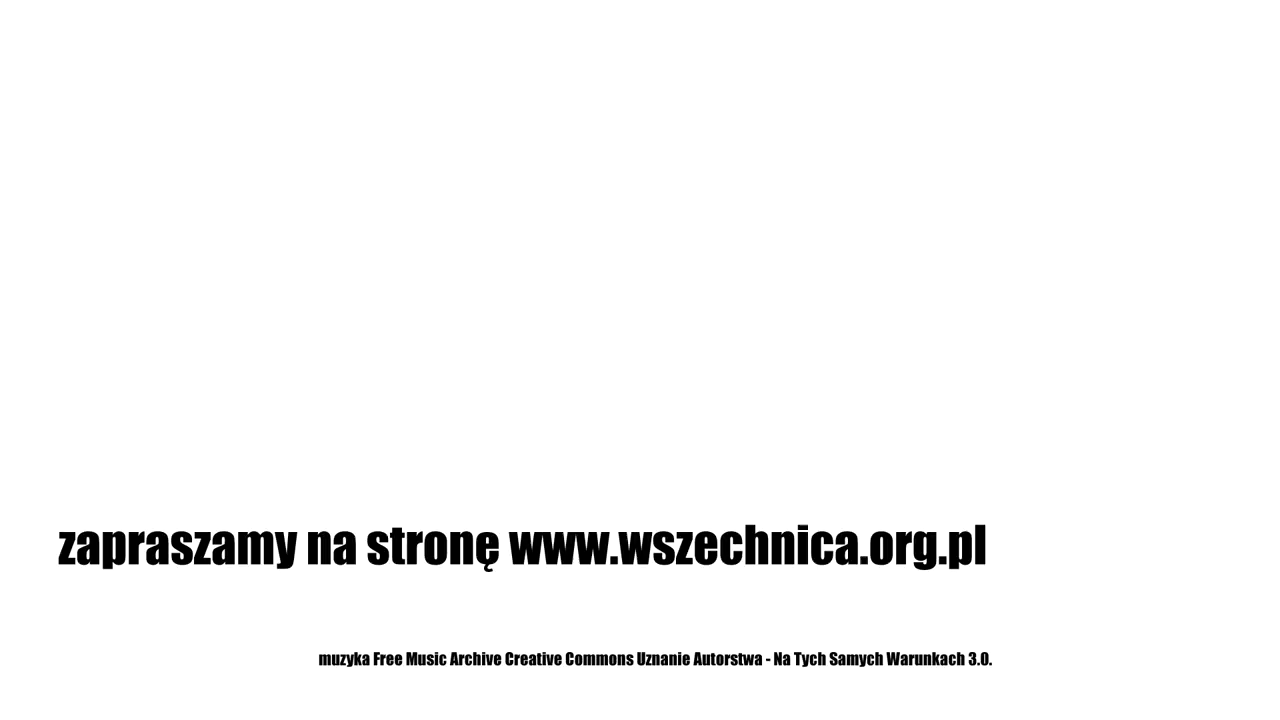 zapraszamy na stronę www.wszechnica.org.pl
muzyka Free Music Archive Creative Commons Uznanie Autorstwa - Na Tych Samych Warunkach 3.0.